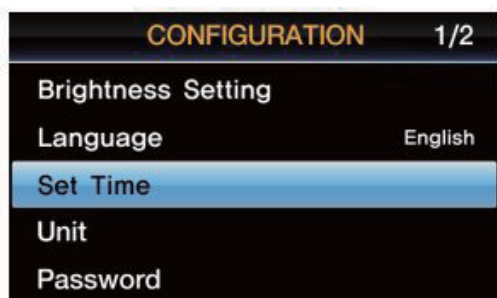 CONFIGURATION 1/2
Brightness Setting
Language English
Set Time
Unit
Password